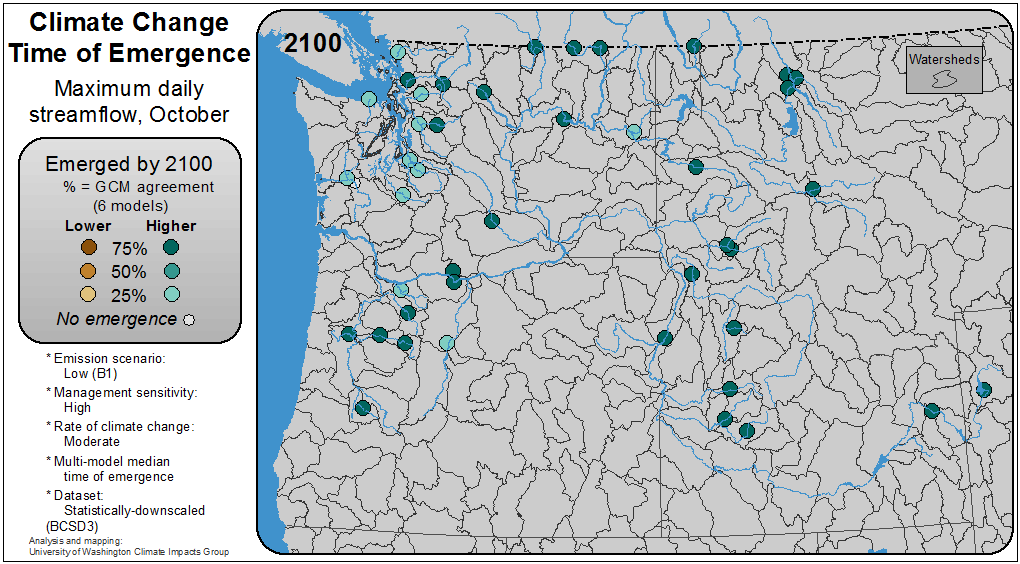 Climate Change
Time of Emergence
Maximum daily
streamflow, October
Emerged by 2100
% = GCM agreement
(6 models)
Lower Higher
75%
50%
25%
No emergence
* Emission scenario:
Low (B1)
* Management sensitivity:
High
* Rate of climate change:
Moderate
* Multi-model median
time of emergence
* Dataset:
Statistically-downscaled
(BCSD3)
Analysis and mapping:
University of Washington Climate Impacts Group
2100
Watersheds